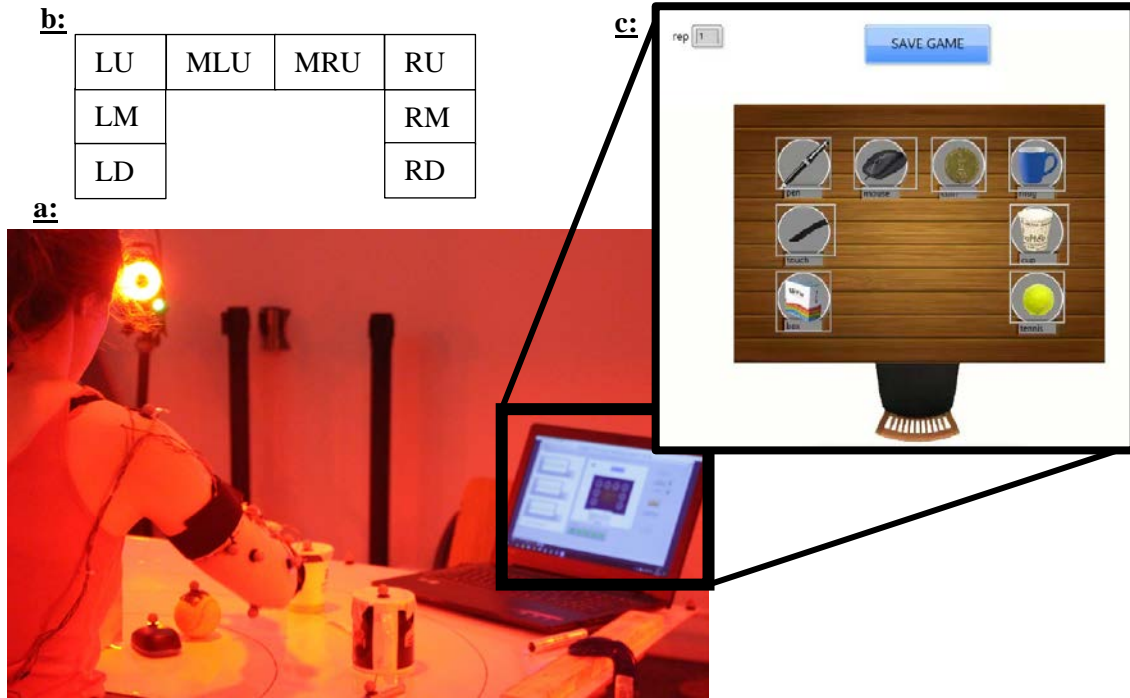 b:
LU MLU MRU RU
LM RM
LD RD
a:
c:
rep 1
SAVE GAME
pen mouse coin mug
touch cup
box tennis